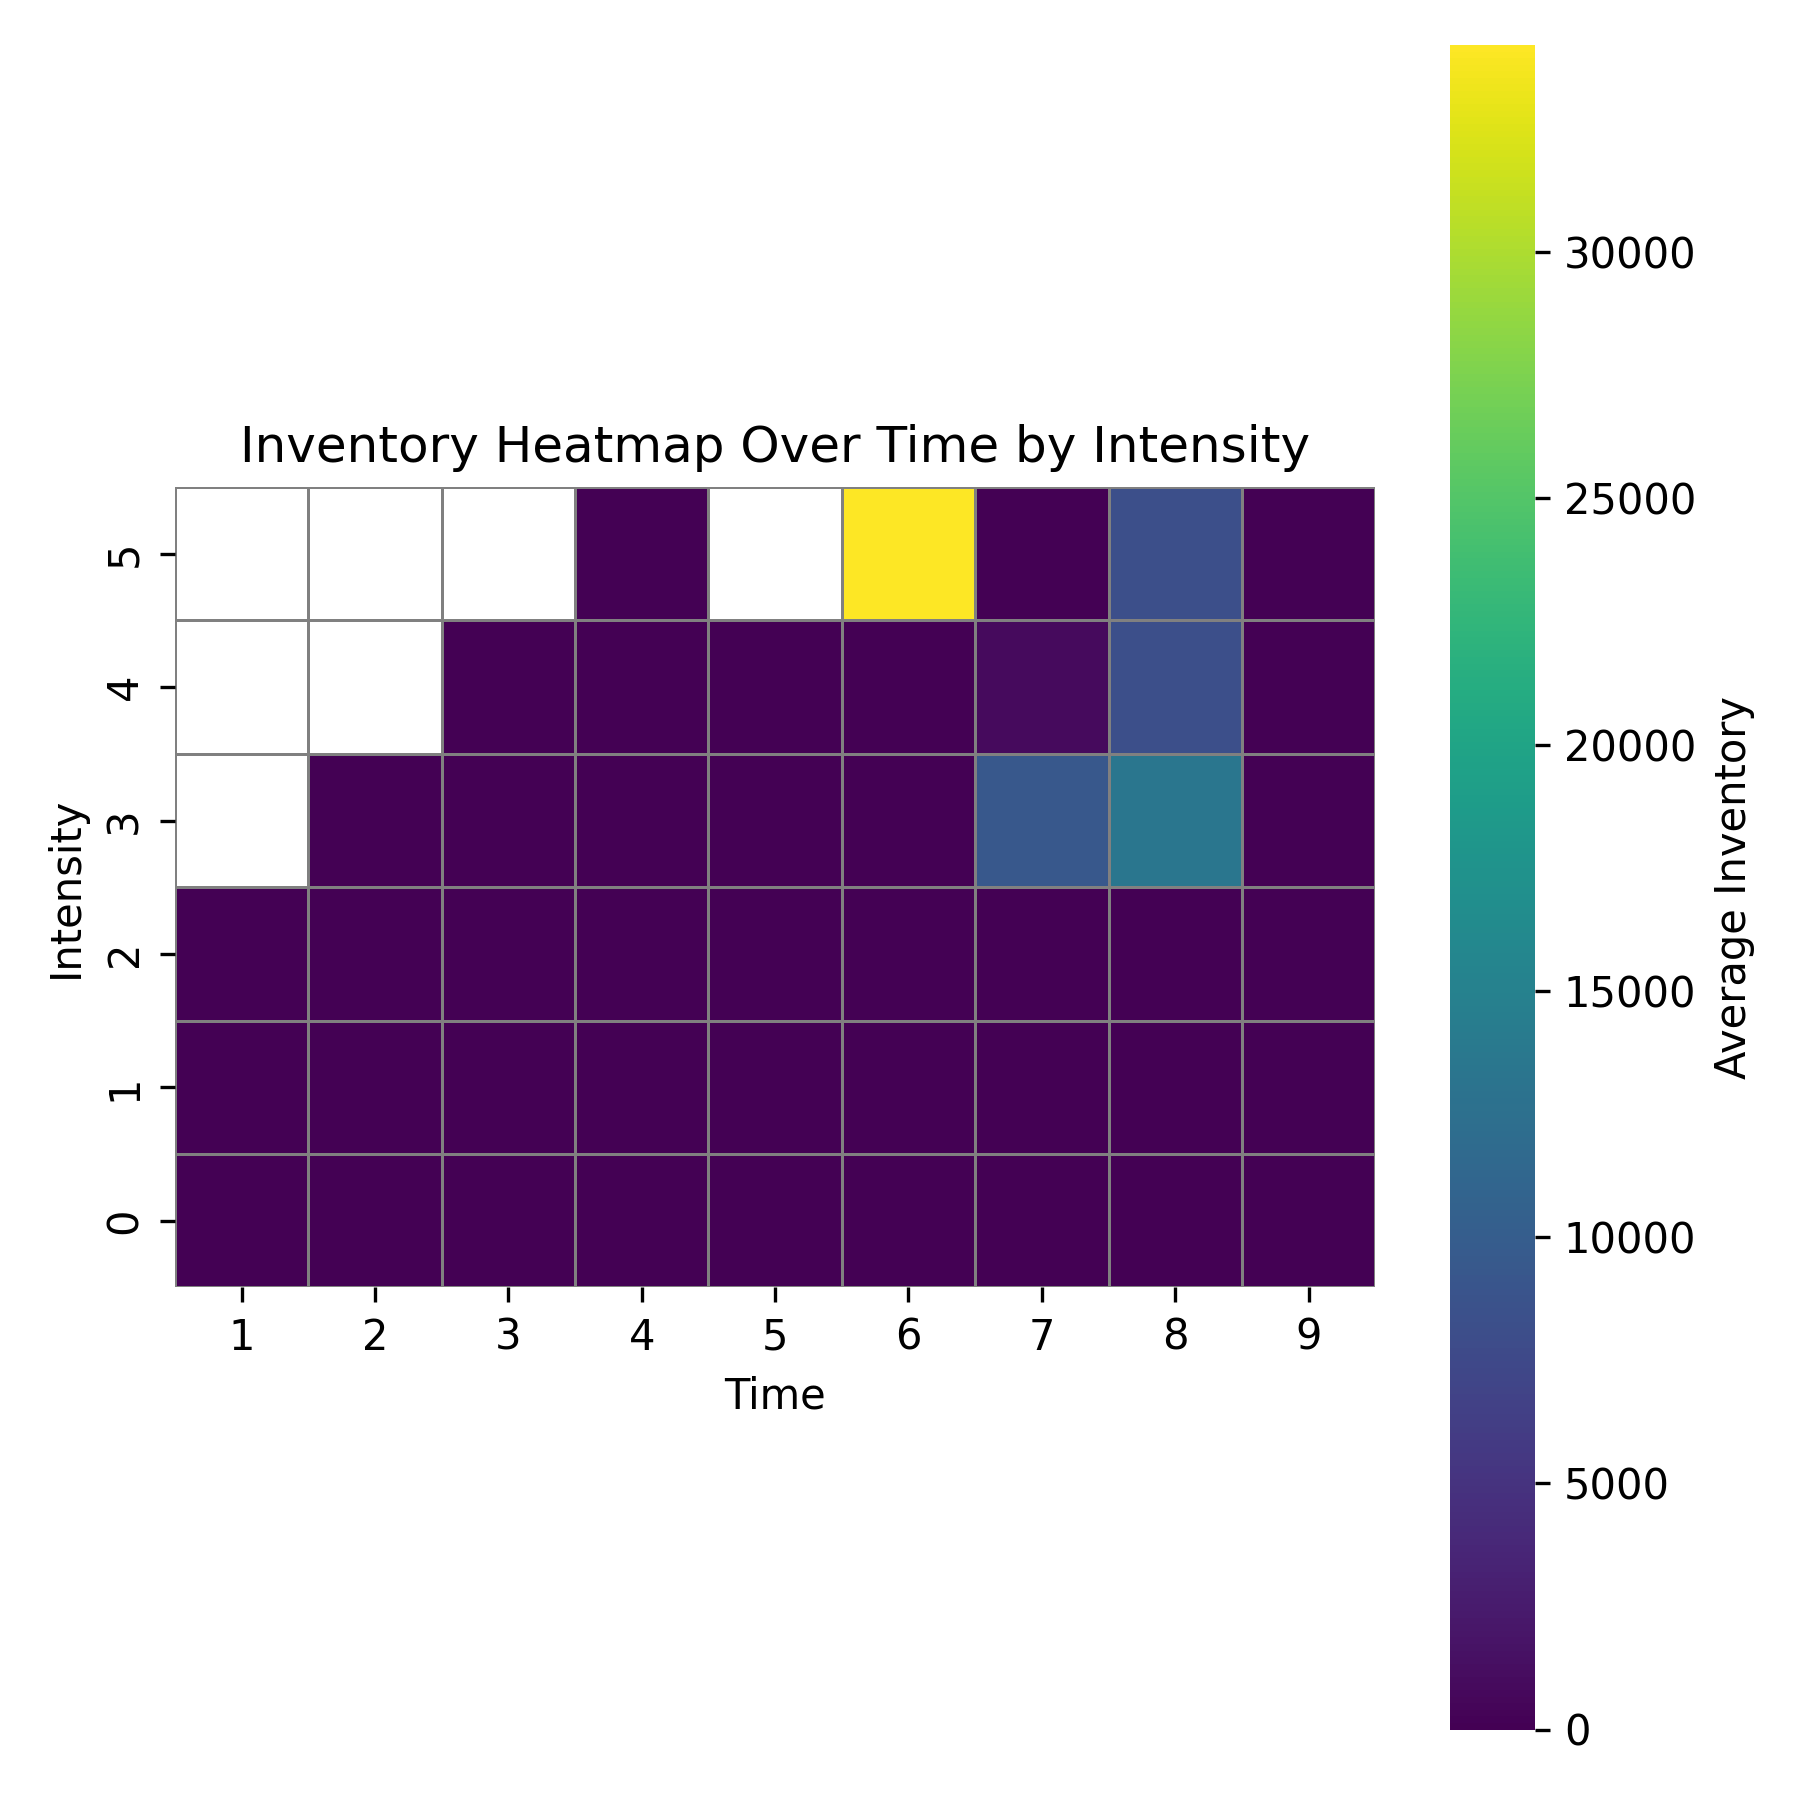 Inventory Heatmap Over Time by Intensity
Intensity
5
4
3
2
1
0
1 2 3 4 5 6 7 8 9
Time
30000
25000
20000
15000
10000
5000
0
Average Inventory